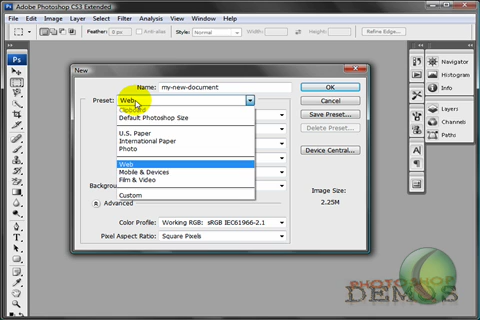 Adobe Photoshop CS3 Extended
File Edit Image Layer Select Filter Analysis View Window Help
Feather: 0 px Anti-alias Style: Normal Width: Height: Refine Edge...
Ps
New
Name: my-new-document OK
Preset: Web Cancel
Clipboard Save Preset...
Default Photoshop Size Delete Preset...
U.S. Paper
International Paper
Photo Device Central...
Web
Mobile & Devices
Film & Video
Custom
Image Size:
2.25M
Advanced
Color Profile: Working RGB: sRGB IEC61966-2.1
Pixel Aspect Ratio: Square Pixels
Navigator
Histogram
Info
Layers
Channels
Paths
PHOTOSHOP
DEMOS